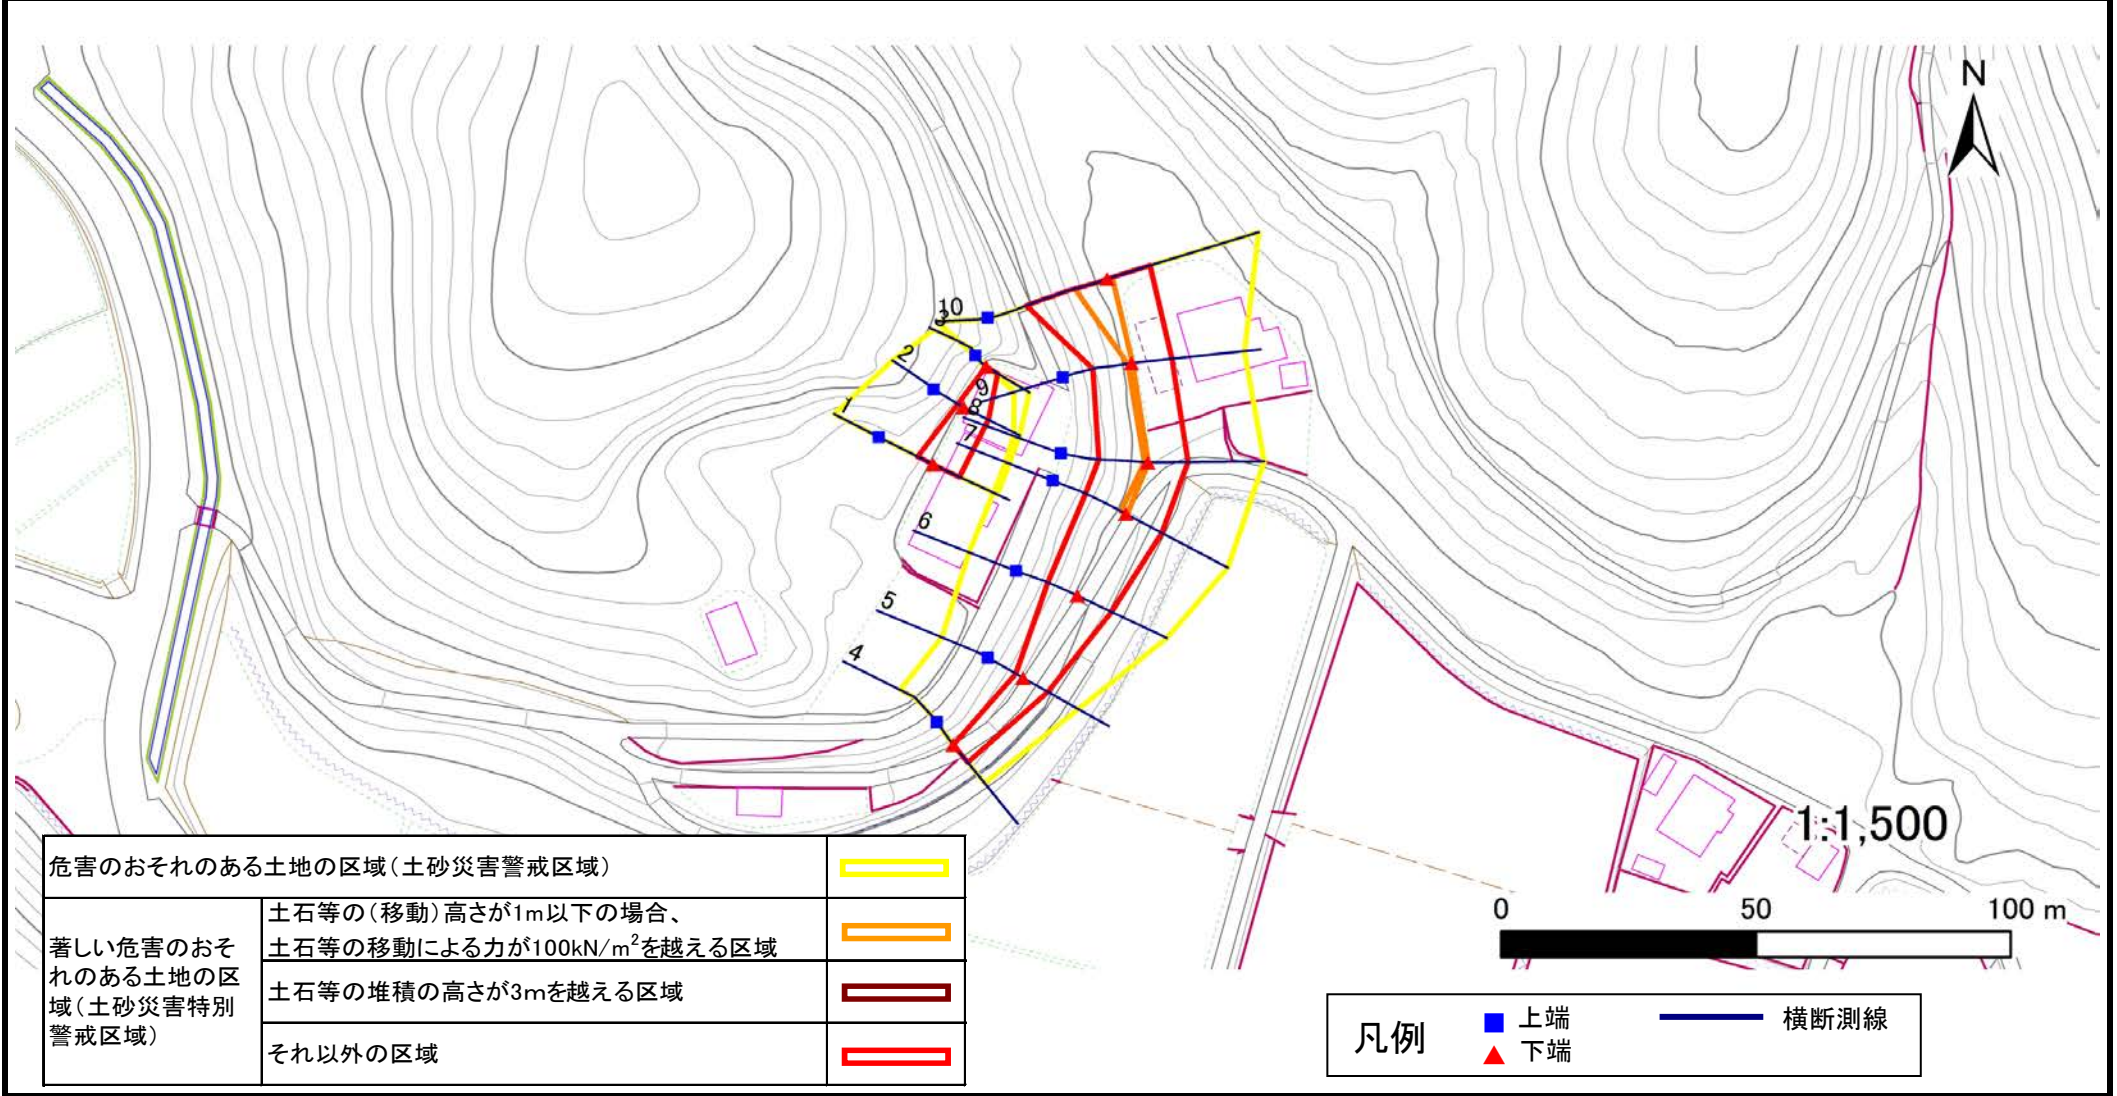 N
10
3
2
1
9
8
7
6
5
4
1:1,500
0 50 100 m
危害のおそれのある土地の区域(土砂災害警戒区域)
著しい危害のおそ
れのある土地の区
域(土砂災害特別
警戒区域)
土石等の(移動)高さが1m以下の場合、
土石等の移動による力が100kN/m²を越える区域
土石等の堆積の高さが3mを越える区域
それ以外の区域
凡例
上端
下端
横断測線